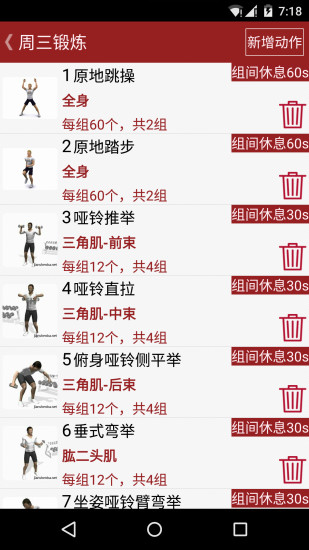 7:18
周三锻炼
新增动作
1原地跳操
组间休息60s
全身
每组60个，共2组
2原地踏步
组间休息60s
全身
每组60个，共2组
3哑铃推举
组间休息30s
三角肌-前束
每组12个，共4组
4哑铃直拉
组间休息30s
三角肌-中束
每组12个，共4组
5俯身哑铃侧平举
组间休息30s
三角肌-后束
每组12个，共4组
6垂式弯举
组间休息30s
肱二头肌
每组12个，共4组
7坐姿哑铃臂弯举
组间休息30s